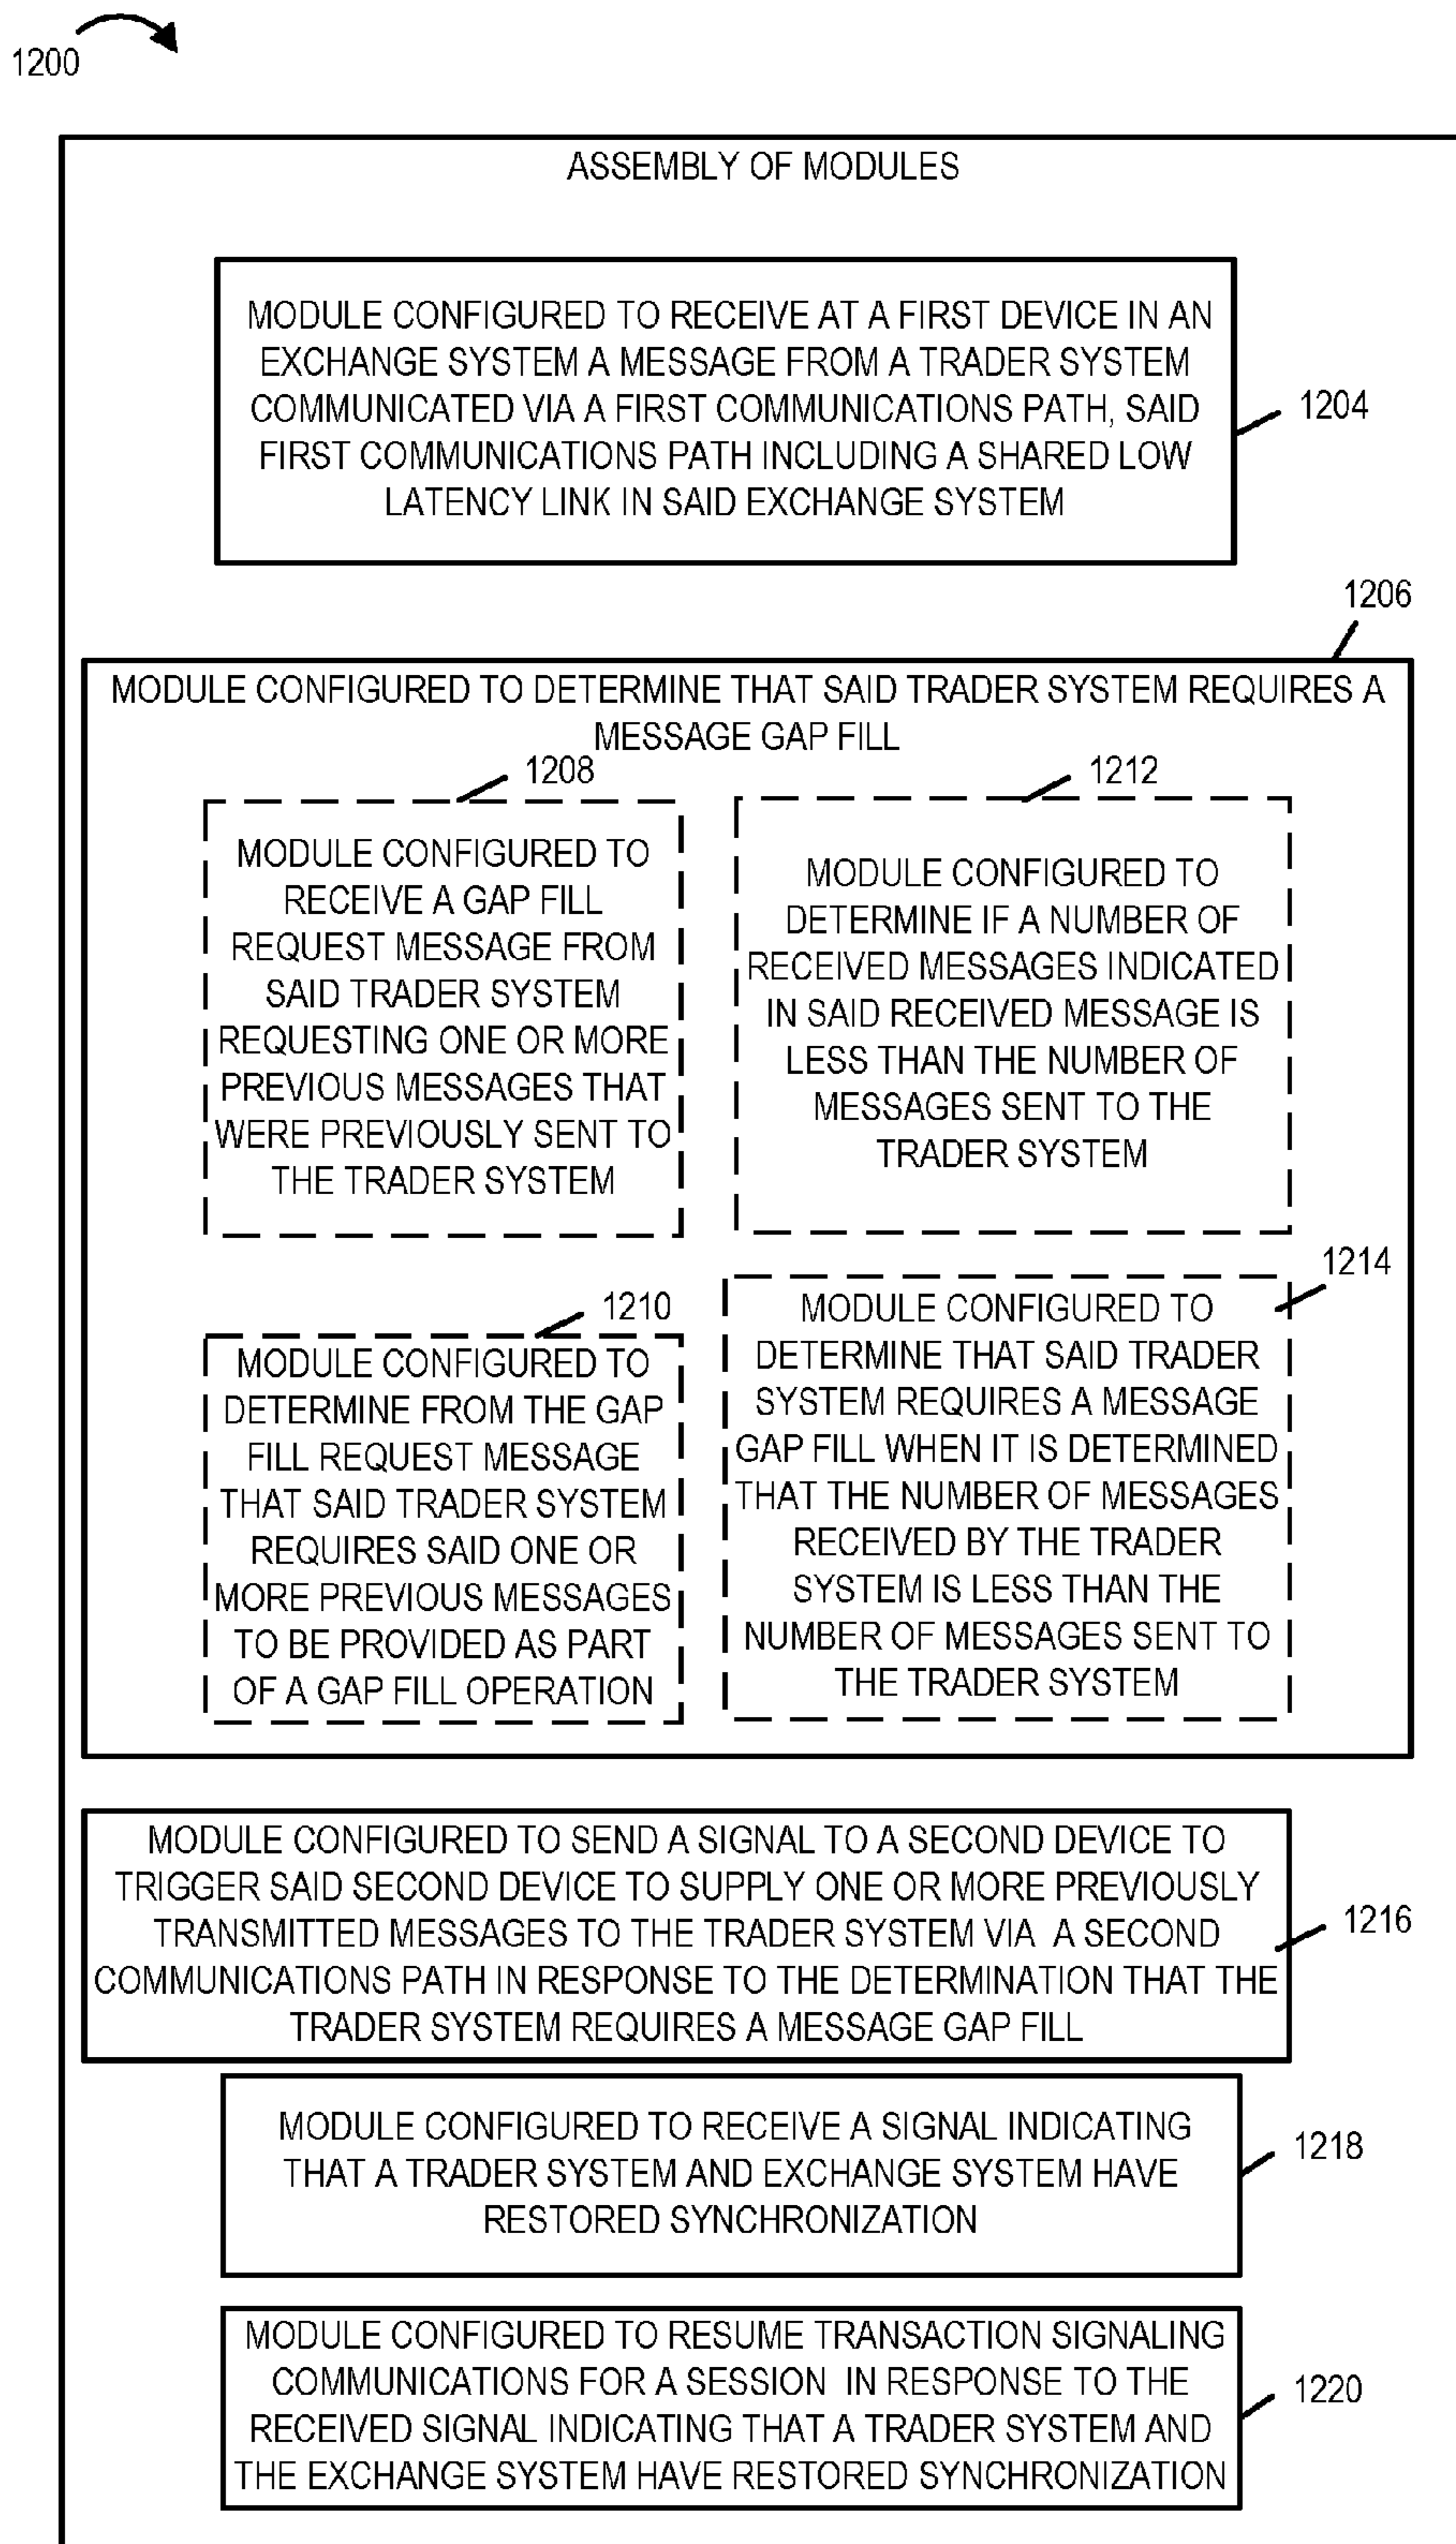 1200
ASSEMBLY OF MODULES
MODULE CONFIGURED TO RECEIVE AT A FIRST DEVICE IN AN
EXCHANGE SYSTEM A MESSAGE FROM A TRADER SYSTEM
COMMUNICATED VIA A FIRST COMMUNICATIONS PATH, SAID
FIRST COMMUNICATIONS PATH INCLUDING A SHARED LOW
LATENCY LINK IN SAID EXCHANGE SYSTEM
1204
1206
MODULE CONFIGURED TO DETERMINE THAT SAID TRADER SYSTEM REQUIRES A
MESSAGE GAP FILL
1208
MODULE CONFIGURED TO
RECEIVE A GAP FILL
REQUEST MESSAGE FROM
SAID TRADER SYSTEM
REQUESTING ONE OR MORE
PREVIOUS MESSAGES THAT
WERE PREVIOUSLY SENT TO
THE TRADER SYSTEM
1212
MODULE CONFIGURED TO
DETERMINE IF A NUMBER OF
RECEIVED MESSAGES INDICATED
IN SAID RECEIVED MESSAGE IS
LESS THAN THE NUMBER OF
MESSAGES SENT TO THE
TRADER SYSTEM
1210
MODULE CONFIGURED TO
DETERMINE FROM THE GAP
FILL REQUEST MESSAGE
THAT SAID TRADER SYSTEM
REQUIRES SAID ONE OR
MORE PREVIOUS MESSAGES
TO BE PROVIDED AS PART
OF A GAP FILL OPERATION
1214
MODULE CONFIGURED TO
DETERMINE THAT SAID TRADER
SYSTEM REQUIRES A MESSAGE
GAP FILL WHEN IT IS DETERMINED
THAT THE NUMBER OF MESSAGES
RECEIVED BY THE TRADER
SYSTEM IS LESS THAN THE
NUMBER OF MESSAGES SENT TO
THE TRADER SYSTEM
MODULE CONFIGURED TO SEND A SIGNAL TO A SECOND DEVICE TO
TRIGGER SAID SECOND DEVICE TO SUPPLY ONE OR MORE PREVIOUSLY
TRANSMITTED MESSAGES TO THE TRADER SYSTEM VIA A SECOND
COMMUNICATIONS PATH IN RESPONSE TO THE DETERMINATION THAT THE
TRADER SYSTEM REQUIRES A MESSAGE GAP FILL
1216
MODULE CONFIGURED TO RECEIVE A SIGNAL INDICATING
THAT A TRADER SYSTEM AND EXCHANGE SYSTEM HAVE
RESTORED SYNCHRONIZATION
1218
MODULE CONFIGURED TO RESUME TRANSACTION SIGNALING
COMMUNICATIONS FOR A SESSION IN RESPONSE TO THE
RECEIVED SIGNAL INDICATING THAT A TRADER SYSTEM AND
THE EXCHANGE SYSTEM HAVE RESTORED SYNCHRONIZATION
1220